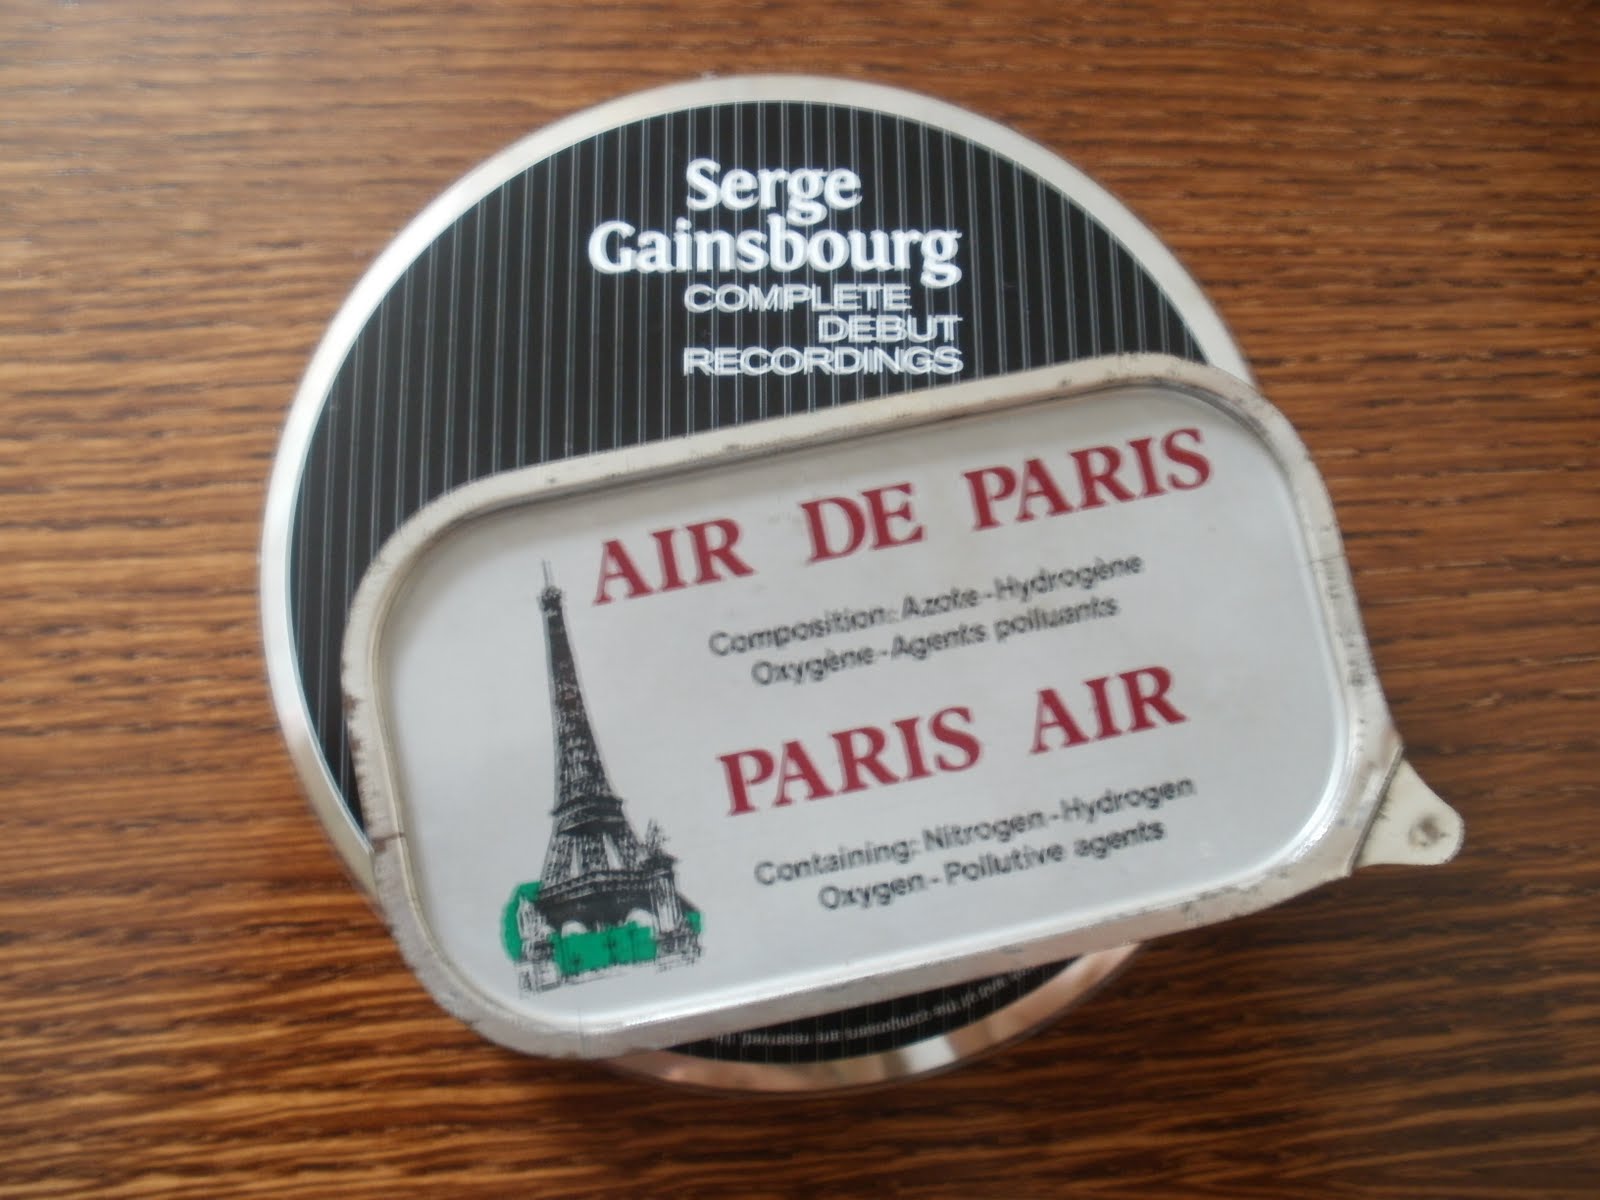 Serge
Gainsbourg
COMPLETE
DEBUT
RECORDINGS
AIR DE PARIS
Composition: Azote-Hydrogène
Oxygène-Agents polluants
PARIS AIR
Containing: Nitrogen-Hydrogen
Oxygen-Pollutive agents